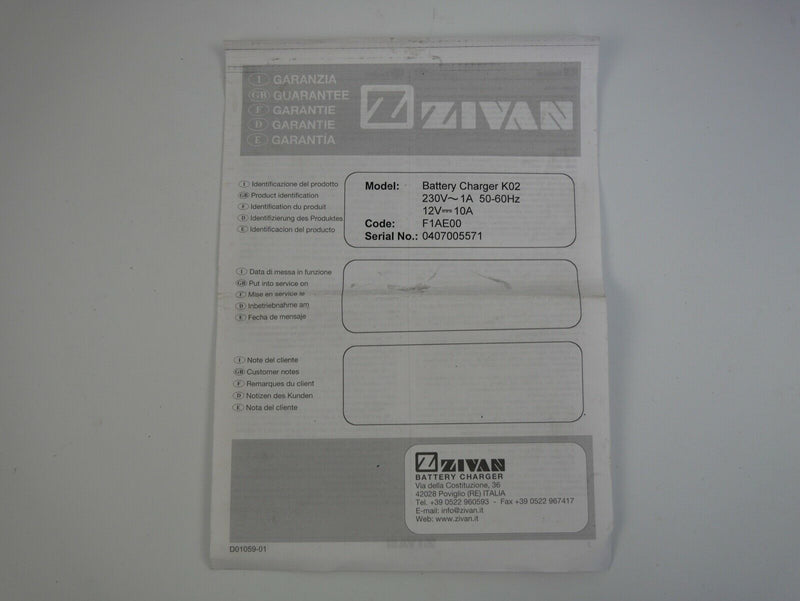 I GARANZIA
GB GUARANTEE
F GARANTIE
D GARANTIE
E GARANTÍA
Z ZIVAN
I Identificazione del prodotto
GB Product identification
F Identification du produit
D Identifizierung des Produktes
E Identificacion del producto
Model: Battery Charger K02
230V~ 1A 50-60Hz
12V⎓ 10A
Code: F1AE00
Serial No.: 0407005571
I Data di messa in funzione
GB Put into service on
F Mise en service le
D Inbetriebnahme am
E Fecha de mensaje
I Note del cliente
GB Customer notes
F Remarques du client
D Notizen des Kunden
E Nota del cliente
Z ZIVAN
BATTERY CHARGER
Via della Costituzione, 36
42028 Poviglio (RE) ITALIA
Tel. +39 0522 960593 - Fax +39 0522 967417
E-mail: info@zivan.it
Web: www.zivan.it
D01059-01